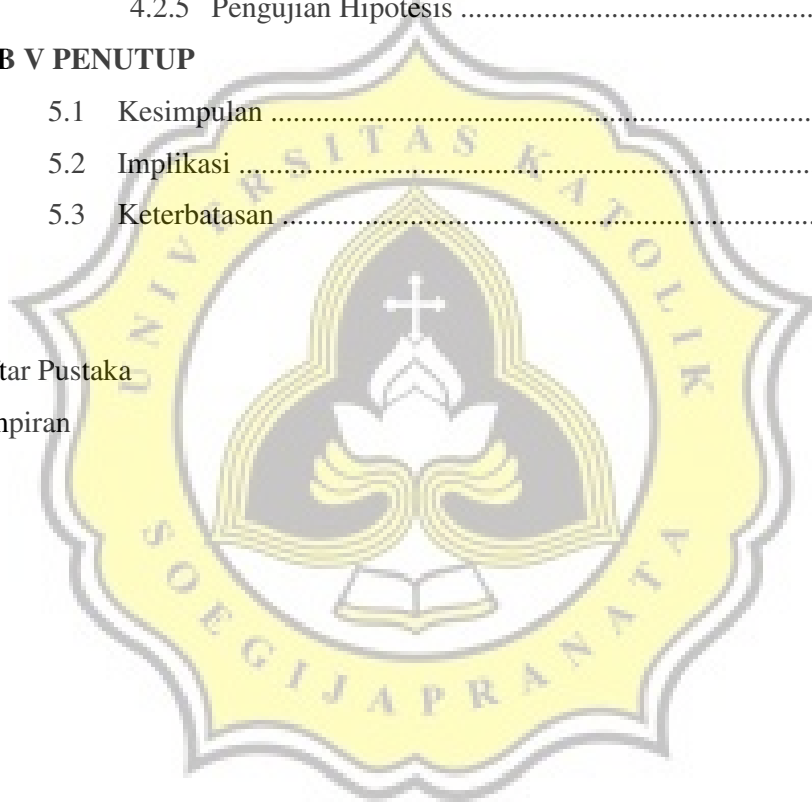 4.2.5 Pengujian Hipotesis ........................................................
B V PENUTUP
5.1 Kesimpulan ........................................................................
5.2 Implikasi ............................................................................
5.3 Keterbatasan ......................................................................
tar Pustaka
mpiran
UNIVERSITAS KATOLIK
SOEGIJAPRANATA